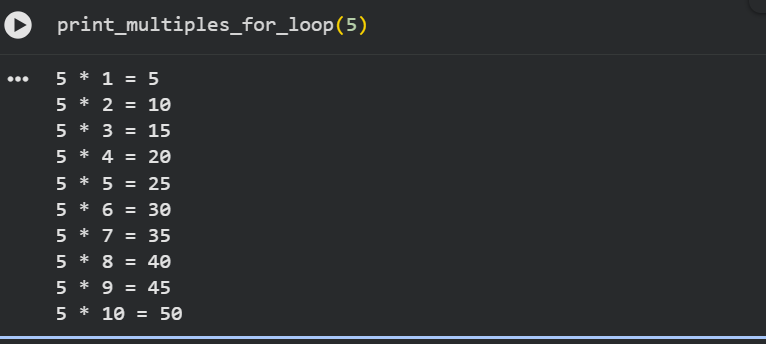 print_multiples_for_loop(5)
5 * 1 = 5
5 * 2 = 10
5 * 3 = 15
5 * 4 = 20
5 * 5 = 25
5 * 6 = 30
5 * 7 = 35
5 * 8 = 40
5 * 9 = 45
5 * 10 = 50